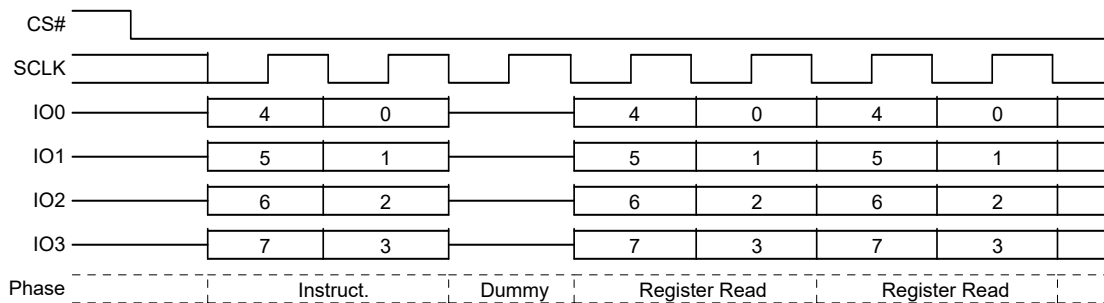 CS#
SCLK
IO0 4 0 4 0 4 0
IO1 5 1 5 1 5 1
IO2 6 2 6 2 6 2
IO3 7 3 7 3 7 3
Phase Instruct. Dummy Register Read Register Read